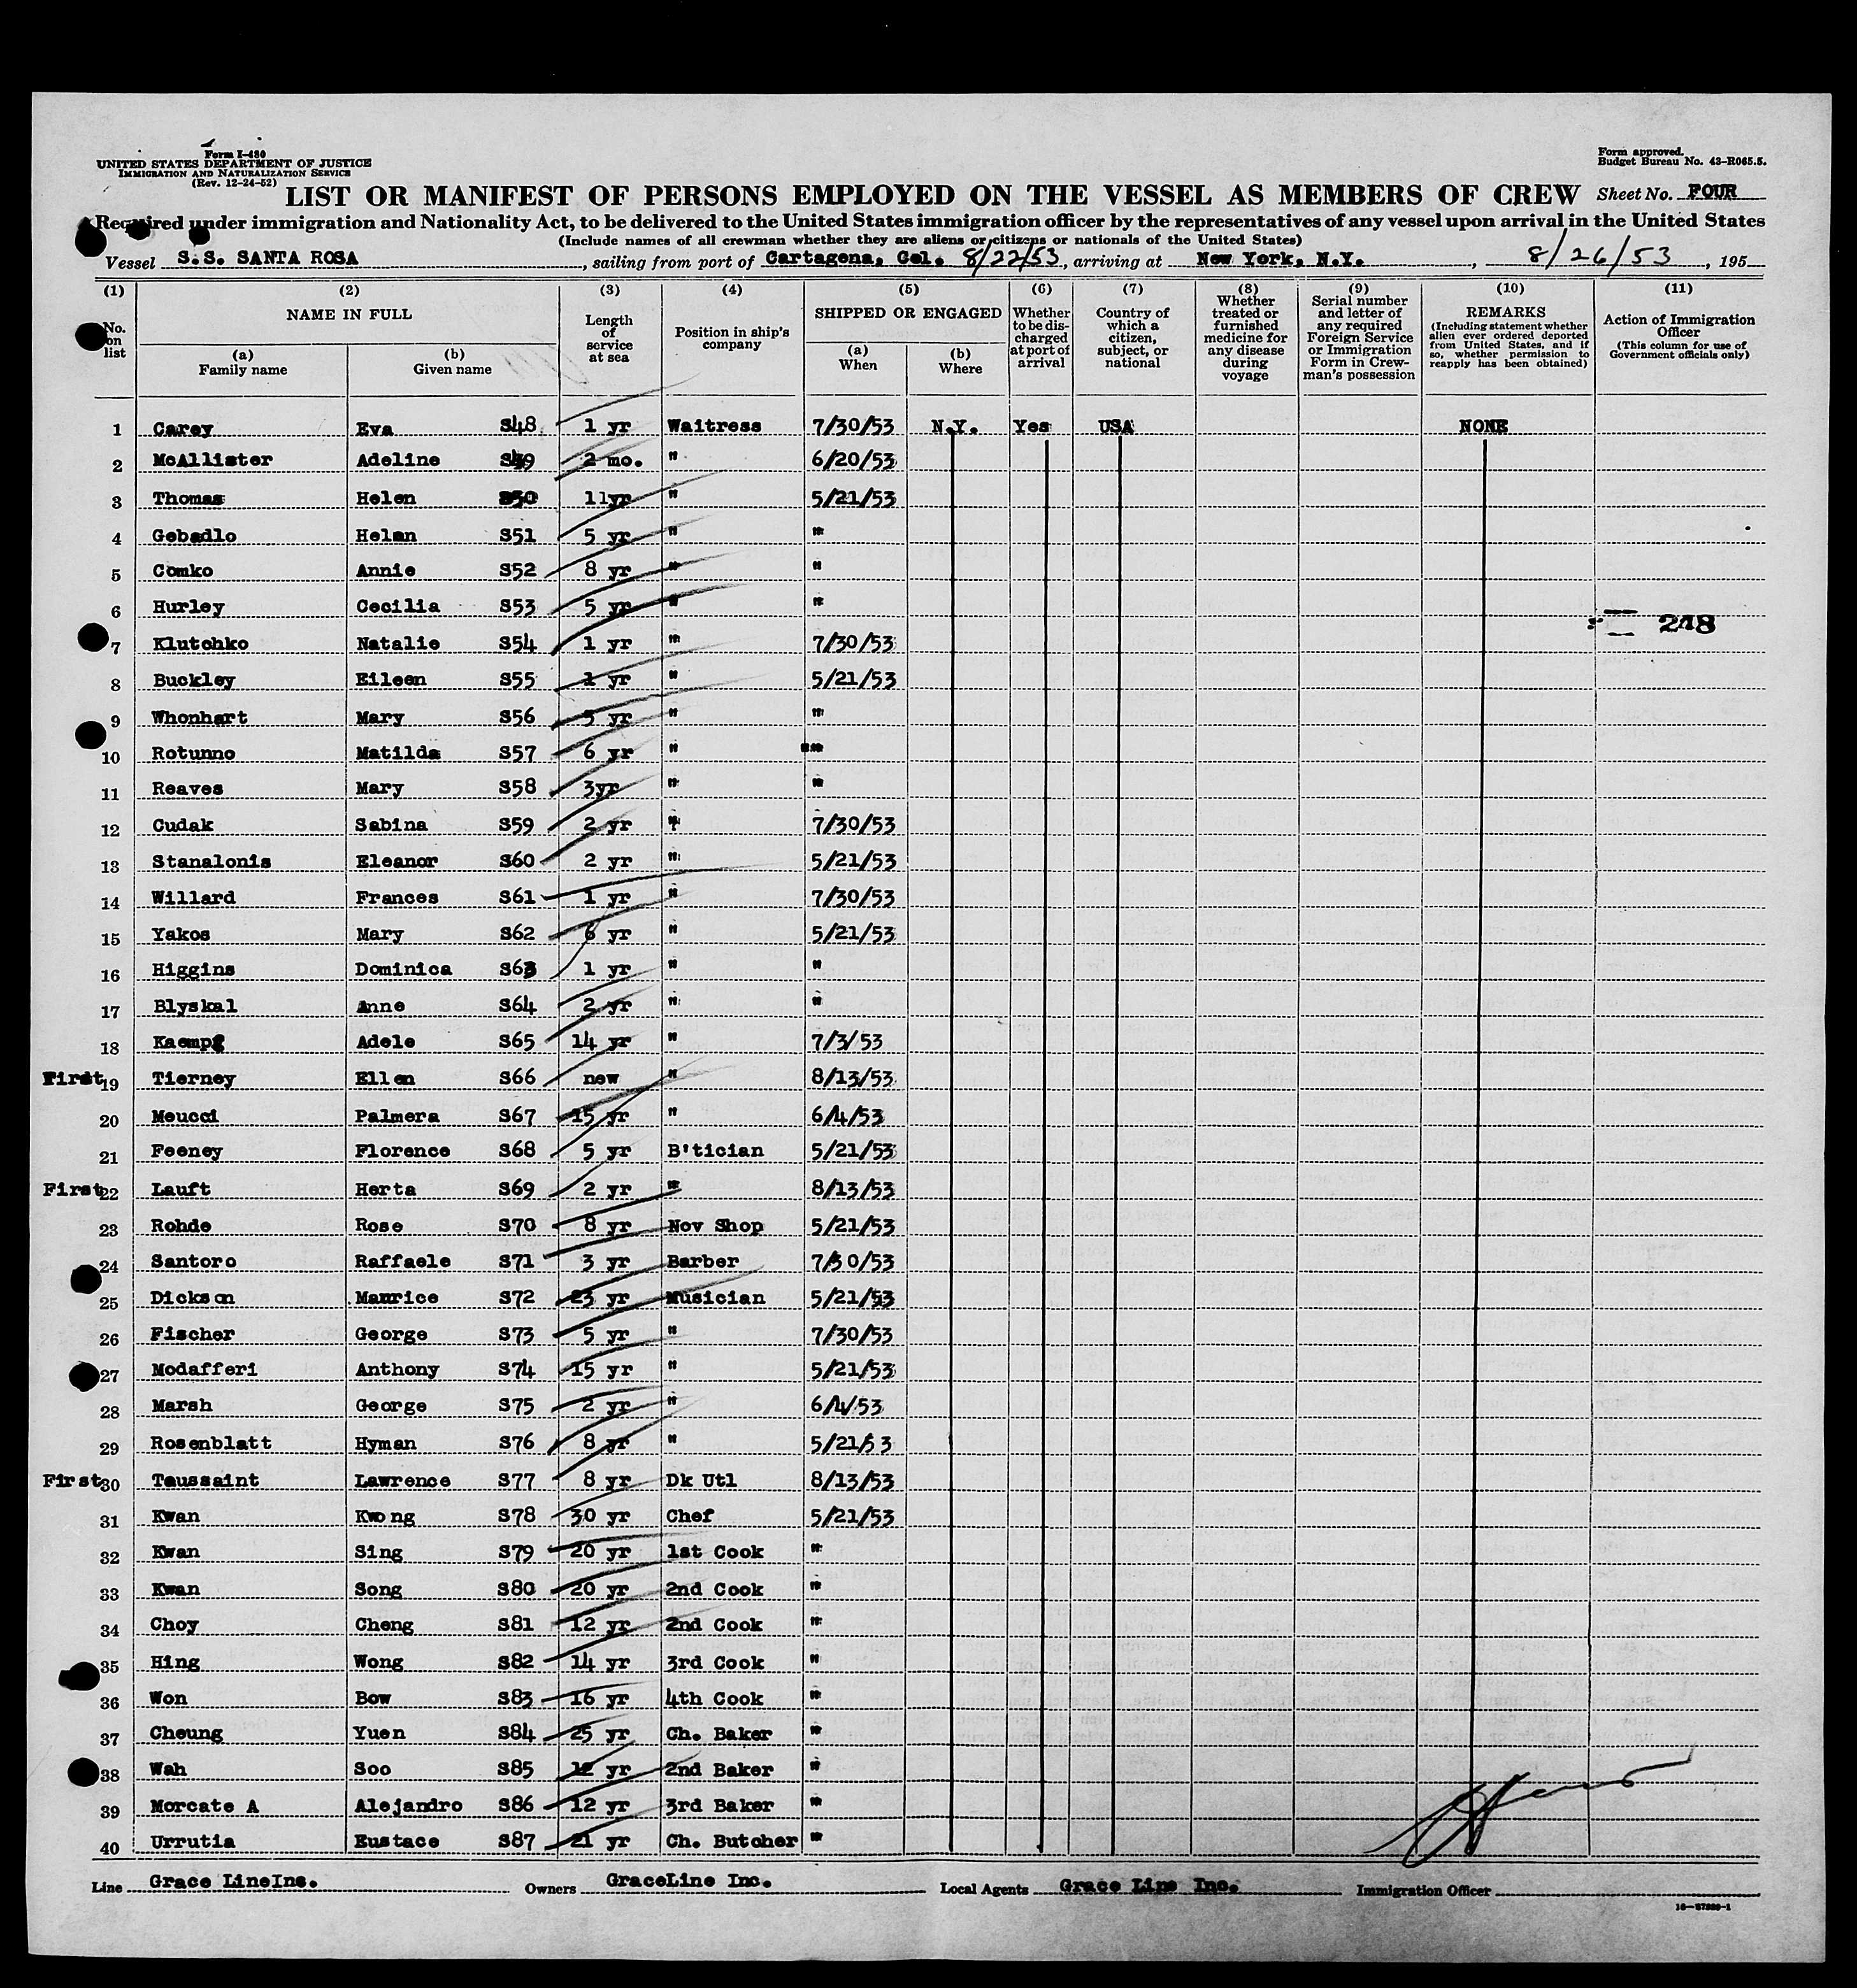 Form I-480
UNITED STATES DEPARTMENT OF JUSTICE
IMMIGRATION AND NATURALIZATION SERVICE
(Rev. 12-24-52)
Form approved.
Budget Bureau No. 43-R065.5.
LIST OR MANIFEST OF PERSONS EMPLOYED ON THE VESSEL AS MEMBERS OF CREW Sheet No. FOUR
Required under immigration and Nationality Act, to be delivered to the United States immigration officer by the representatives of any vessel upon arrival in the United States
(Include names of all crewman whether they are aliens or citizens or nationals of the United States)
Vessel S.S. SANTA ROSA, sailing from port of Cartagena, Col. 8/22/53, arriving at New York, N.Y., 8/26/53, 195
(1) (2) (3) (4) (5) (6) (7) (8) (9) (10) (11)
No. on list NAME IN FULL (a) Family name (b) Given name Length of service at sea Position in ship's company SHIPPED OR ENGAGED (a) When (b) Where Whether to be discharged at port of arrival Country of which a citizen, subject, or national Whether treated or furnished medicine for any disease during voyage Serial number and letter of any required Foreign Service or Immigration Form in Crewman's possession REMARKS (Including statement whether alien ever ordered deported from United States, and if so, whether permission to reapply has been obtained) Action of Immigration Officer (This column for use of Government officials only)
1 Carey Eva S48 1 yr Waitress 7/30/53 N.Y. Yes USA NONE
2 McAllister Adeline S49 2 mo. " 6/20/53
3 Thomas Helen S50 11yr " 5/21/53
4 Gebadlo Helen S51 5 yr " "
5 Comko Annie S52 8 yr " "
6 Hurley Cecilia S53 5 yr " "
248
7 Klutchko Natalie S54 1 yr " 7/30/53
8 Buckley Eileen S55 1 yr " 5/21/53
9 Whonhart Mary S56 5 yr " "
10 Rotunno Matilda S57 6 yr " "
11 Reaves Mary S58 3yr " "
12 Cudak Sabina S59 2 yr " 7/30/53
13 Stanalonis Eleanor S60 2 yr " 5/21/53
14 Willard Frances S61 1 yr " 7/30/53
15 Yakos Mary S62 6 yr " 5/21/53
16 Higgins Dominica S63 1 yr " "
17 Blyskal Anne S64 2 yr " "
18 Kaempg Adele S65 14 yr " 7/3/53
First 19 Tierney Ellen S66 new " 8/13/53
20 Meucci Palmera S67 15 yr " 6/4/53
21 Feeney Florence S68 5 yr B'tician 5/21/53
First 22 Lauft Herta S69 2 yr " 8/13/53
23 Rohde Rose S70 8 yr Nov Shop 5/21/53
24 Santoro Raffaele S71 3 yr Barber 7/30/53
25 Dickson Maurice S72 23 yr Musician 5/21/53
26 Fischer George S73 5 yr " 7/30/53
27 Modafferi Anthony S74 15 yr " 5/21/53
28 Marsh George S75 2 yr " 6/4/53
29 Rosenblatt Hyman S76 8 yr " 5/21/53
First 30 Toussaint Lawrence S77 8 yr Dk Utl 8/13/53
31 Kwan Kwong S78 30 yr Chef 5/21/53
32 Kwan Sing S79 20 yr 1st Cook "
33 Kwan Song S80 20 yr 2nd Cook "
34 Choy Cheng S81 12 yr 2nd Cook "
35 Hing Wong S82 14 yr 3rd Cook "
36 Won Bow S83 16 yr 4th Cook "
37 Cheung Yuen S84 25 yr Ch. Baker "
38 Wah Soo S85 12 yr 2nd Baker "
39 Morcate A Alejandro S86 12 yr 3rd Baker "
40 Urrutia Eustace S87 21 yr Ch. Butcher "
Line Grace LineIns. Owners GraceLine Inc. Local Agents Grace Line Inc. Immigration Officer